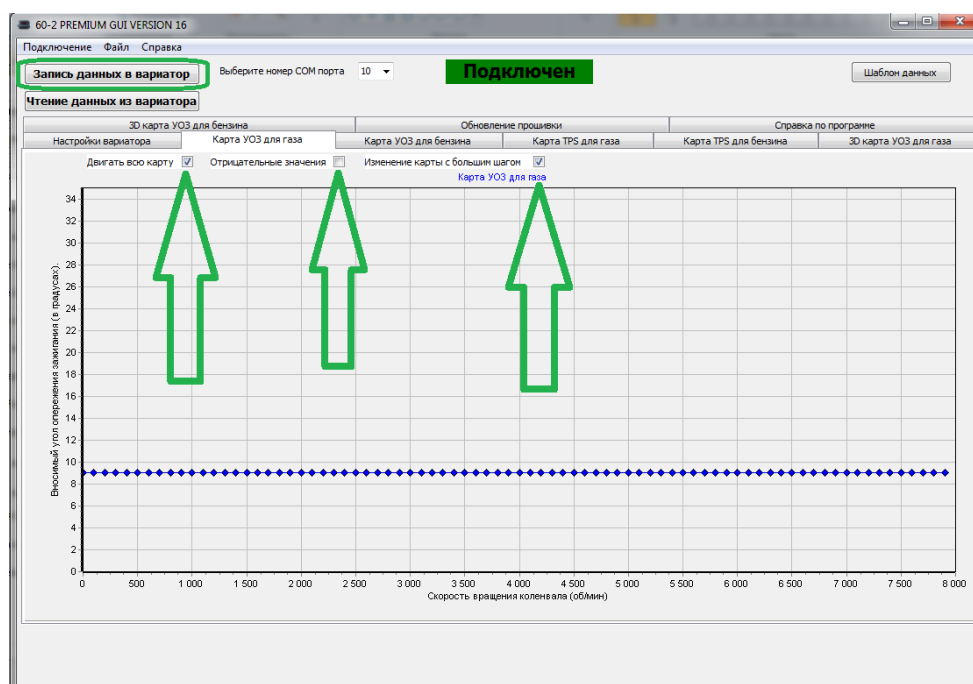 60-2 PREMIUM GUI VERSION 16
Подключение Файл Справка
Запись данных в вариатор Выберите номер COM порта 10 Подключен Шаблон данных
Чтение данных из вариатора
3D карта УОЗ для бензина Обновление прошивки Справка по программе
Настройки вариатора Карта УОЗ для газа Карта УОЗ для бензина Карта TPS для газа Карта TPS для бензина 3D карта УОЗ для газа
Двигать всю карту Отрицательные значения Изменение карты с большим шагом
Карта УОЗ для газа
Вносимый угол опережения зажигания (в градусах).
34
32
30
28
26
24
22
20
18
16
14
12
10
8
6
4
2
0
0 500 1 000 1 500 2 000 2 500 3 000 3 500 4 000 4 500 5 000 5 500 6 000 6 500 7 000 7 500 8 000
Скорость вращения коленвала (об/мин)